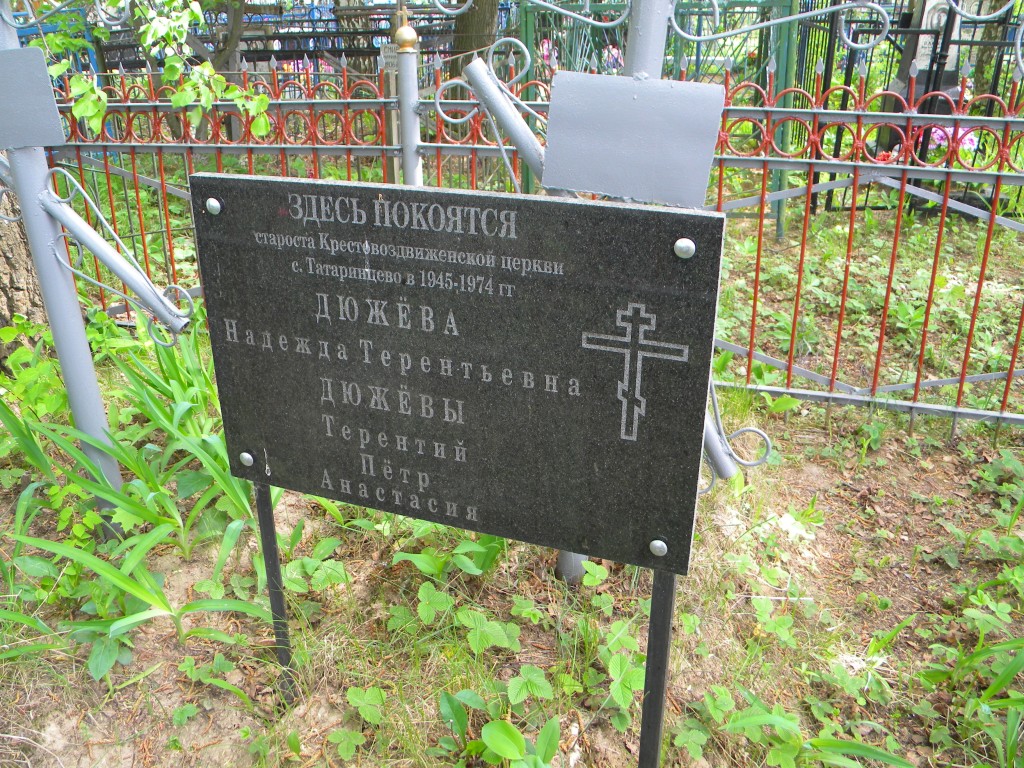 ЗДЕСЬ ПОКОЯТСЯ
староста Крестовоздвиженской церкви
с. Татаринцево в 1945-1974 гг
ДЮЖЁВА
Надежда Терентьевна
ДЮЖЁВЫ
Терентий
Пётр
Анастасия